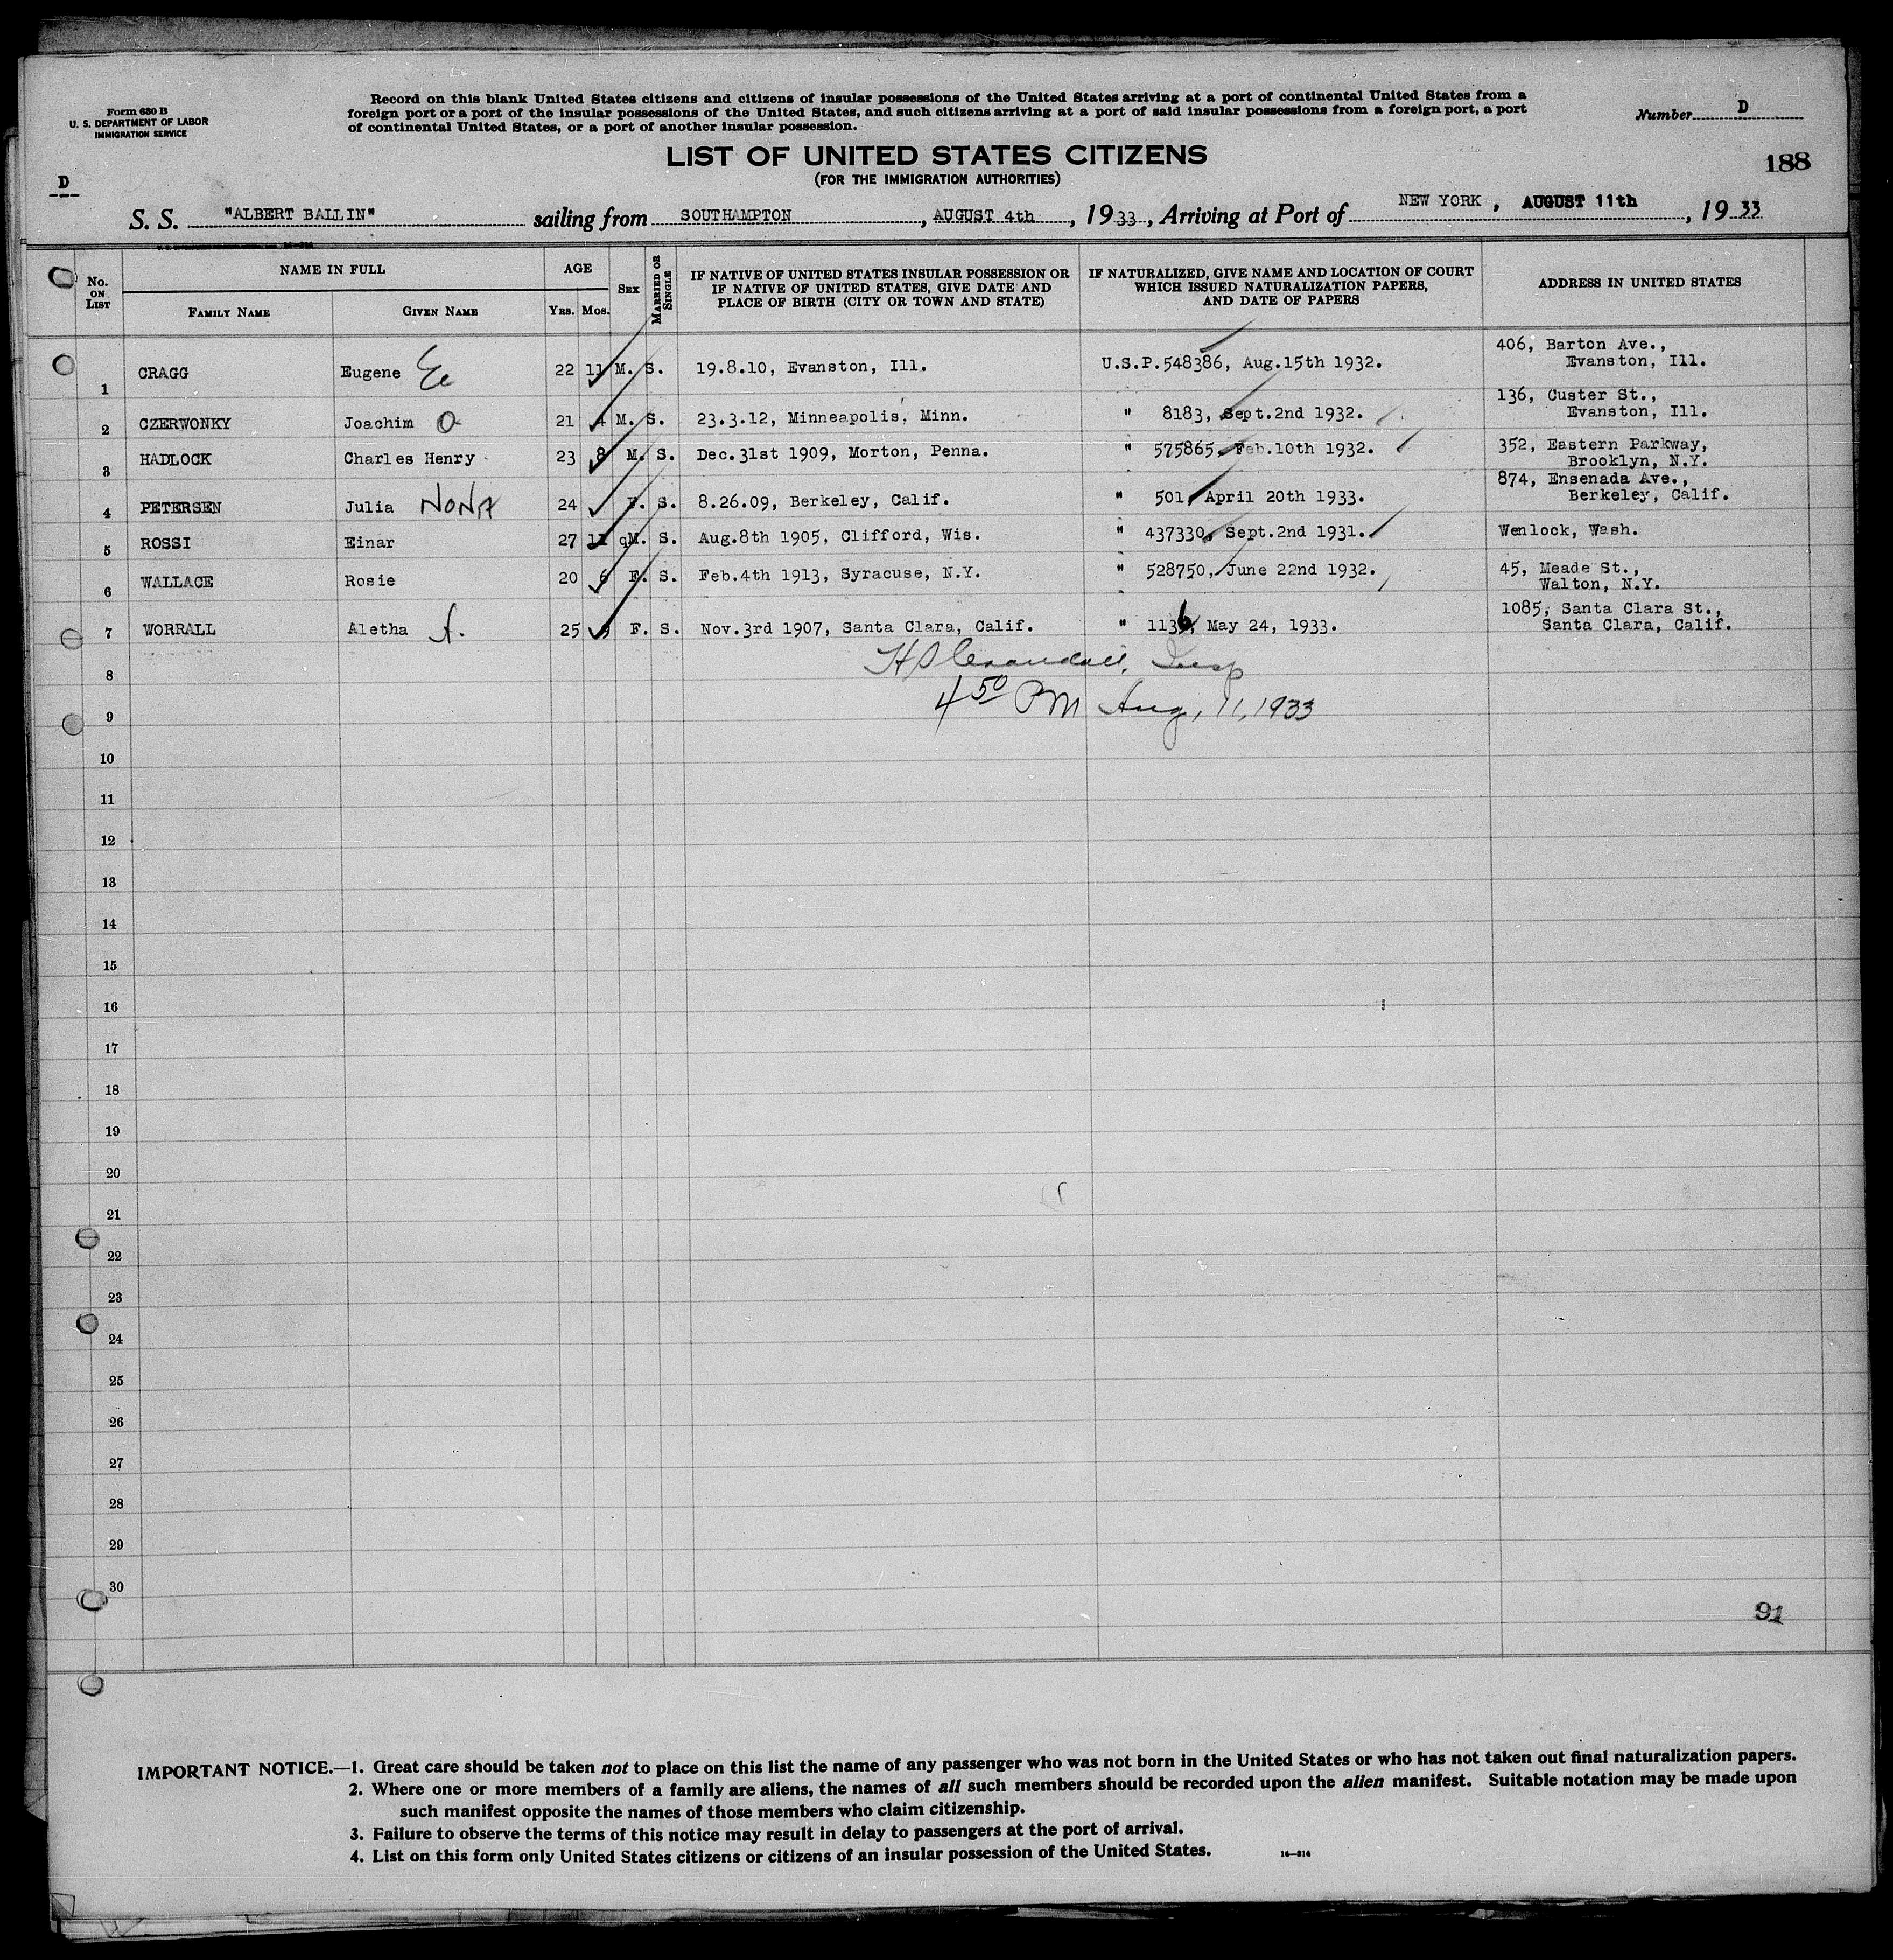 Form 630 B
U. S. DEPARTMENT OF LABOR
IMMIGRATION SERVICE
Record on this blank United States citizens and citizens of insular possessions of the United States arriving at a port of continental United States from a
foreign port or a port of the insular possessions of the United States, and such citizens arriving at a port of said insular possessions from a foreign port, a port
of continental United States, or a port of another insular possession.
Number D
LIST OF UNITED STATES CITIZENS
(FOR THE IMMIGRATION AUTHORITIES)
188
D
S. S. "ALBERT BALLIN" sailing from SOUTHAMPTON, AUGUST 4th, 1933, Arriving at Port of NEW YORK, AUGUST 11th, 1933
No. ON LIST
NAME IN FULL
FAMILY NAME
GIVEN NAME
AGE
YRS. MOS.
SEX
MARRIED OR SINGLE
IF NATIVE OF UNITED STATES INSULAR POSSESSION OR
IF NATIVE OF UNITED STATES, GIVE DATE AND
PLACE OF BIRTH (CITY OR TOWN AND STATE)
IF NATURALIZED, GIVE NAME AND LOCATION OF COURT
WHICH ISSUED NATURALIZATION PAPERS,
AND DATE OF PAPERS
ADDRESS IN UNITED STATES
1 CRAGG Eugene 22 11 M. S. 19.8.10, Evanston, Ill. U.S.P.548386, Aug.15th 1932. 406, Barton Ave.,
Evanston, Ill.
2 CZERWONKY Joachim O 21 4 M. S. 23.3.12, Minneapolis, Minn. " 8183, Sept.2nd 1932. 136, Custer St.,
Evanston, Ill.
3 HADLOCK Charles Henry 23 8 M. S. Dec.31st 1909, Morton, Penna. " 575865, Feb.10th 1932. 352, Eastern Parkway,
Brooklyn, N.Y.
4 PETERSEN Julia NONA 24 F. S. 8.26.09, Berkeley, Calif. " 501, April 20th 1933. 874, Ensenada Ave.,
Berkeley, Calif.
5 ROSSI Einar 27 11 M. S. Aug.8th 1905, Clifford, Wis. " 437330, Sept.2nd 1931. Wenlock, Wash.
6 WALLACE Rosie 20 6 F. S. Feb.4th 1913, Syracuse, N.Y. " 528750, June 22nd 1932. 45, Meade St.,
Walton, N.Y.
7 WORRALL Aletha A. 25 9 F. S. Nov.3rd 1907, Santa Clara, Calif. " 1136, May 24, 1933. 1085, Santa Clara St.,
Santa Clara, Calif.
8 Insp
9 4 50 PM Aug, 11, 1933
10
11
12
13
14
15
16
17
18
19
20
21
22
23
24
25
26
27
28
29
30
91
IMPORTANT NOTICE.—1. Great care should be taken not to place on this list the name of any passenger who was not born in the United States or who has not taken out final naturalization papers.
2. Where one or more members of a family are aliens, the names of all such members should be recorded upon the alien manifest. Suitable notation may be made upon
such manifest opposite the names of those members who claim citizenship.
3. Failure to observe the terms of this notice may result in delay to passengers at the port of arrival.
4. List on this form only United States citizens or citizens of an insular possession of the United States.
14—314